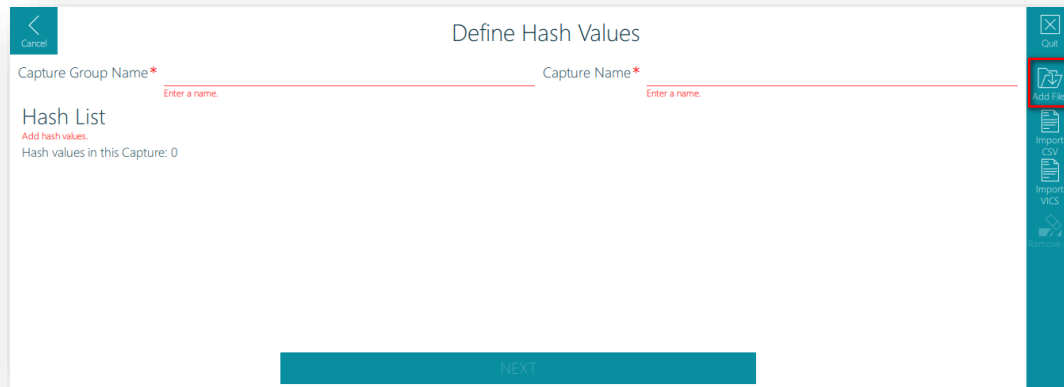 Cancel
Define Hash Values
Quit
Capture Group Name*
Enter a name.
Capture Name*
Enter a name.
Add File
Hash List
Add hash values.
Hash values in this Capture: 0
Import
CSV
Import
VICS
Remove
NEXT